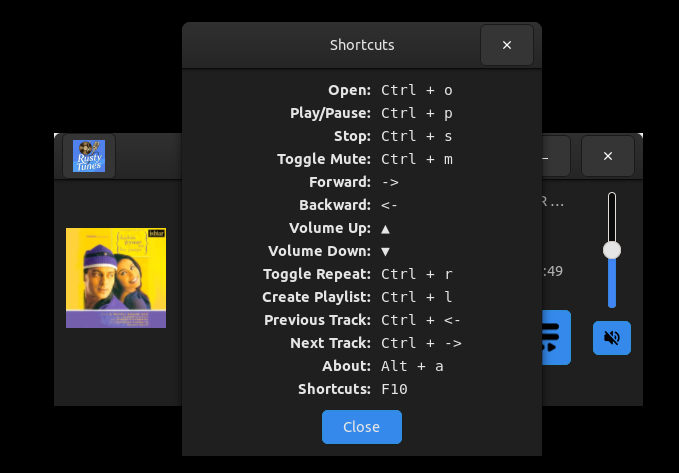 Shortcuts
Open: Ctrl + o
Play/Pause: Ctrl + p
Stop: Ctrl + s
Toggle Mute: Ctrl + m
Forward: ->
Backward: <-
Volume Up: ▲
Volume Down: ▼
Toggle Repeat: Ctrl + r
Create Playlist: Ctrl + l
Previous Track: Ctrl + <-
Next Track: Ctrl + ->
About: Alt + a
Shortcuts: F10
Close
Rusty
Tunes
R ...
:49